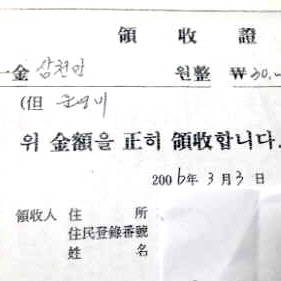 領 收 證
一金 삼천만 원整 ₩30.
(但 운영비
위 金額을 正히 領收합니다.
2006年 3月 3日
領收人 住 所
住民登錄番號
姓 名